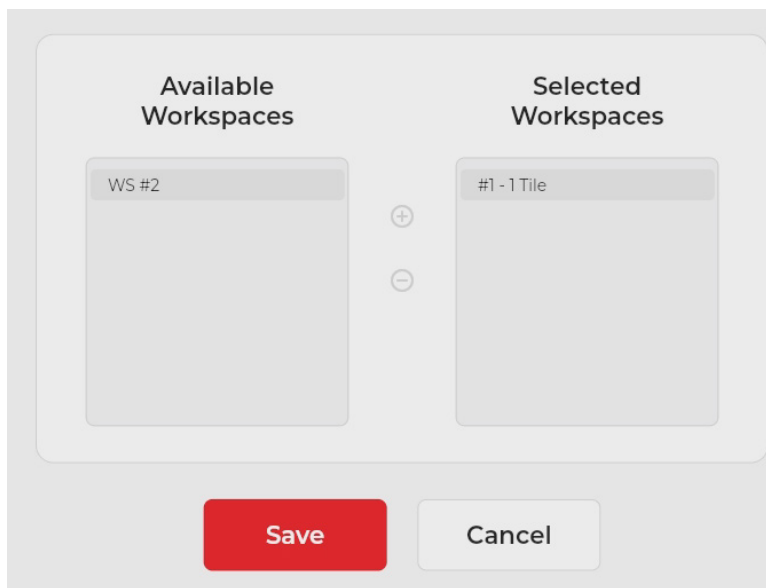 Available
Workspaces
WS #2
Selected
Workspaces
#1 - 1 Tile
Save
Cancel